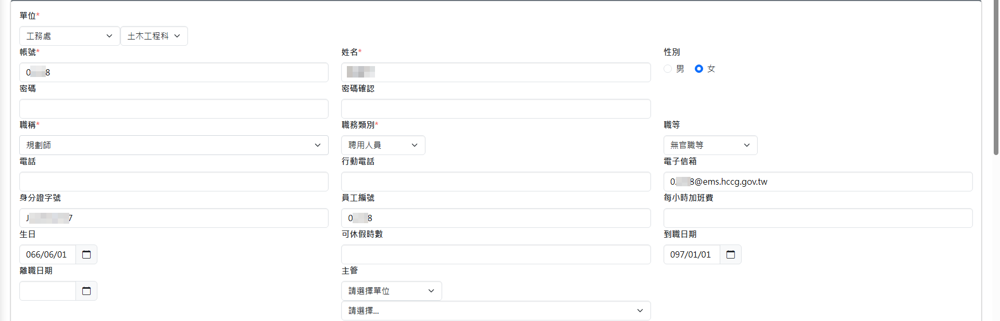 單位*
工務處 土木工程科
帳號* 姓名* 性別
0 8 男 女
密碼 密碼確認
職稱* 職務類別* 職等
規劃師 聘用人員 無官職等
電話 行動電話 電子信箱
0 8@ems.hccg.gov.tw
身分證字號 員工編號 每小時加班費
J 7 0 8
生日 可休假時數 到職日期
066/06/01 097/01/01
離職日期 主管
請選擇單位
請選擇...